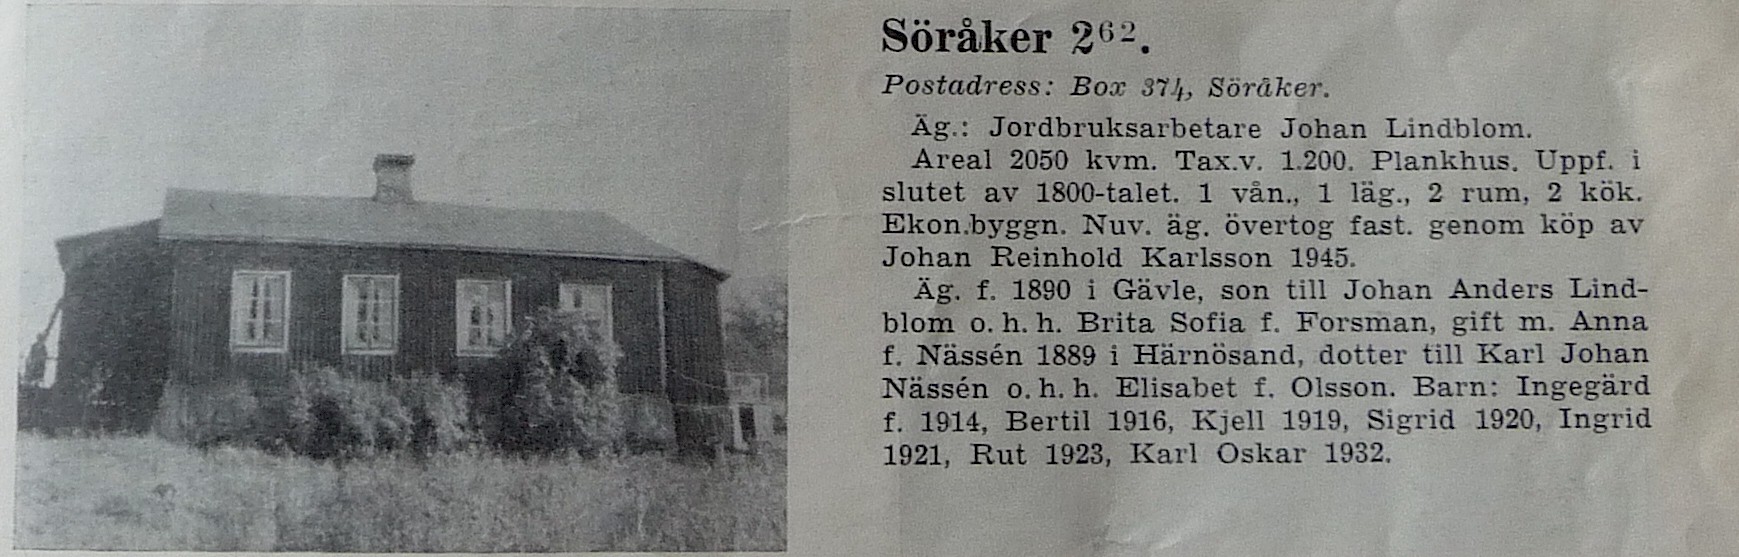 Söråker 2⁶².
Postadress: Box 374, Söråker.
Äg.: Jordbruksarbetare Johan Lindblom.
Areal 2050 kvm. Tax.v. 1.200. Plankhus. Uppf. i
slutet av 1800-talet. 1 vån., 1 läg., 2 rum, 2 kök.
Ekon.byggn. Nuv. äg. övertog fast. genom köp av
Johan Reinhold Karlsson 1945.
Äg. f. 1890 i Gävle, son till Johan Anders Lind-
blom o. h. h. Brita Sofia f. Forsman, gift m. Anna
f. Nässén 1889 i Härnösand, dotter till Karl Johan
Nässén o. h. h. Elisabet f. Olsson. Barn: Ingegärd
f. 1914, Bertil 1916, Kjell 1919, Sigrid 1920, Ingrid
1921, Rut 1923, Karl Oskar 1932.